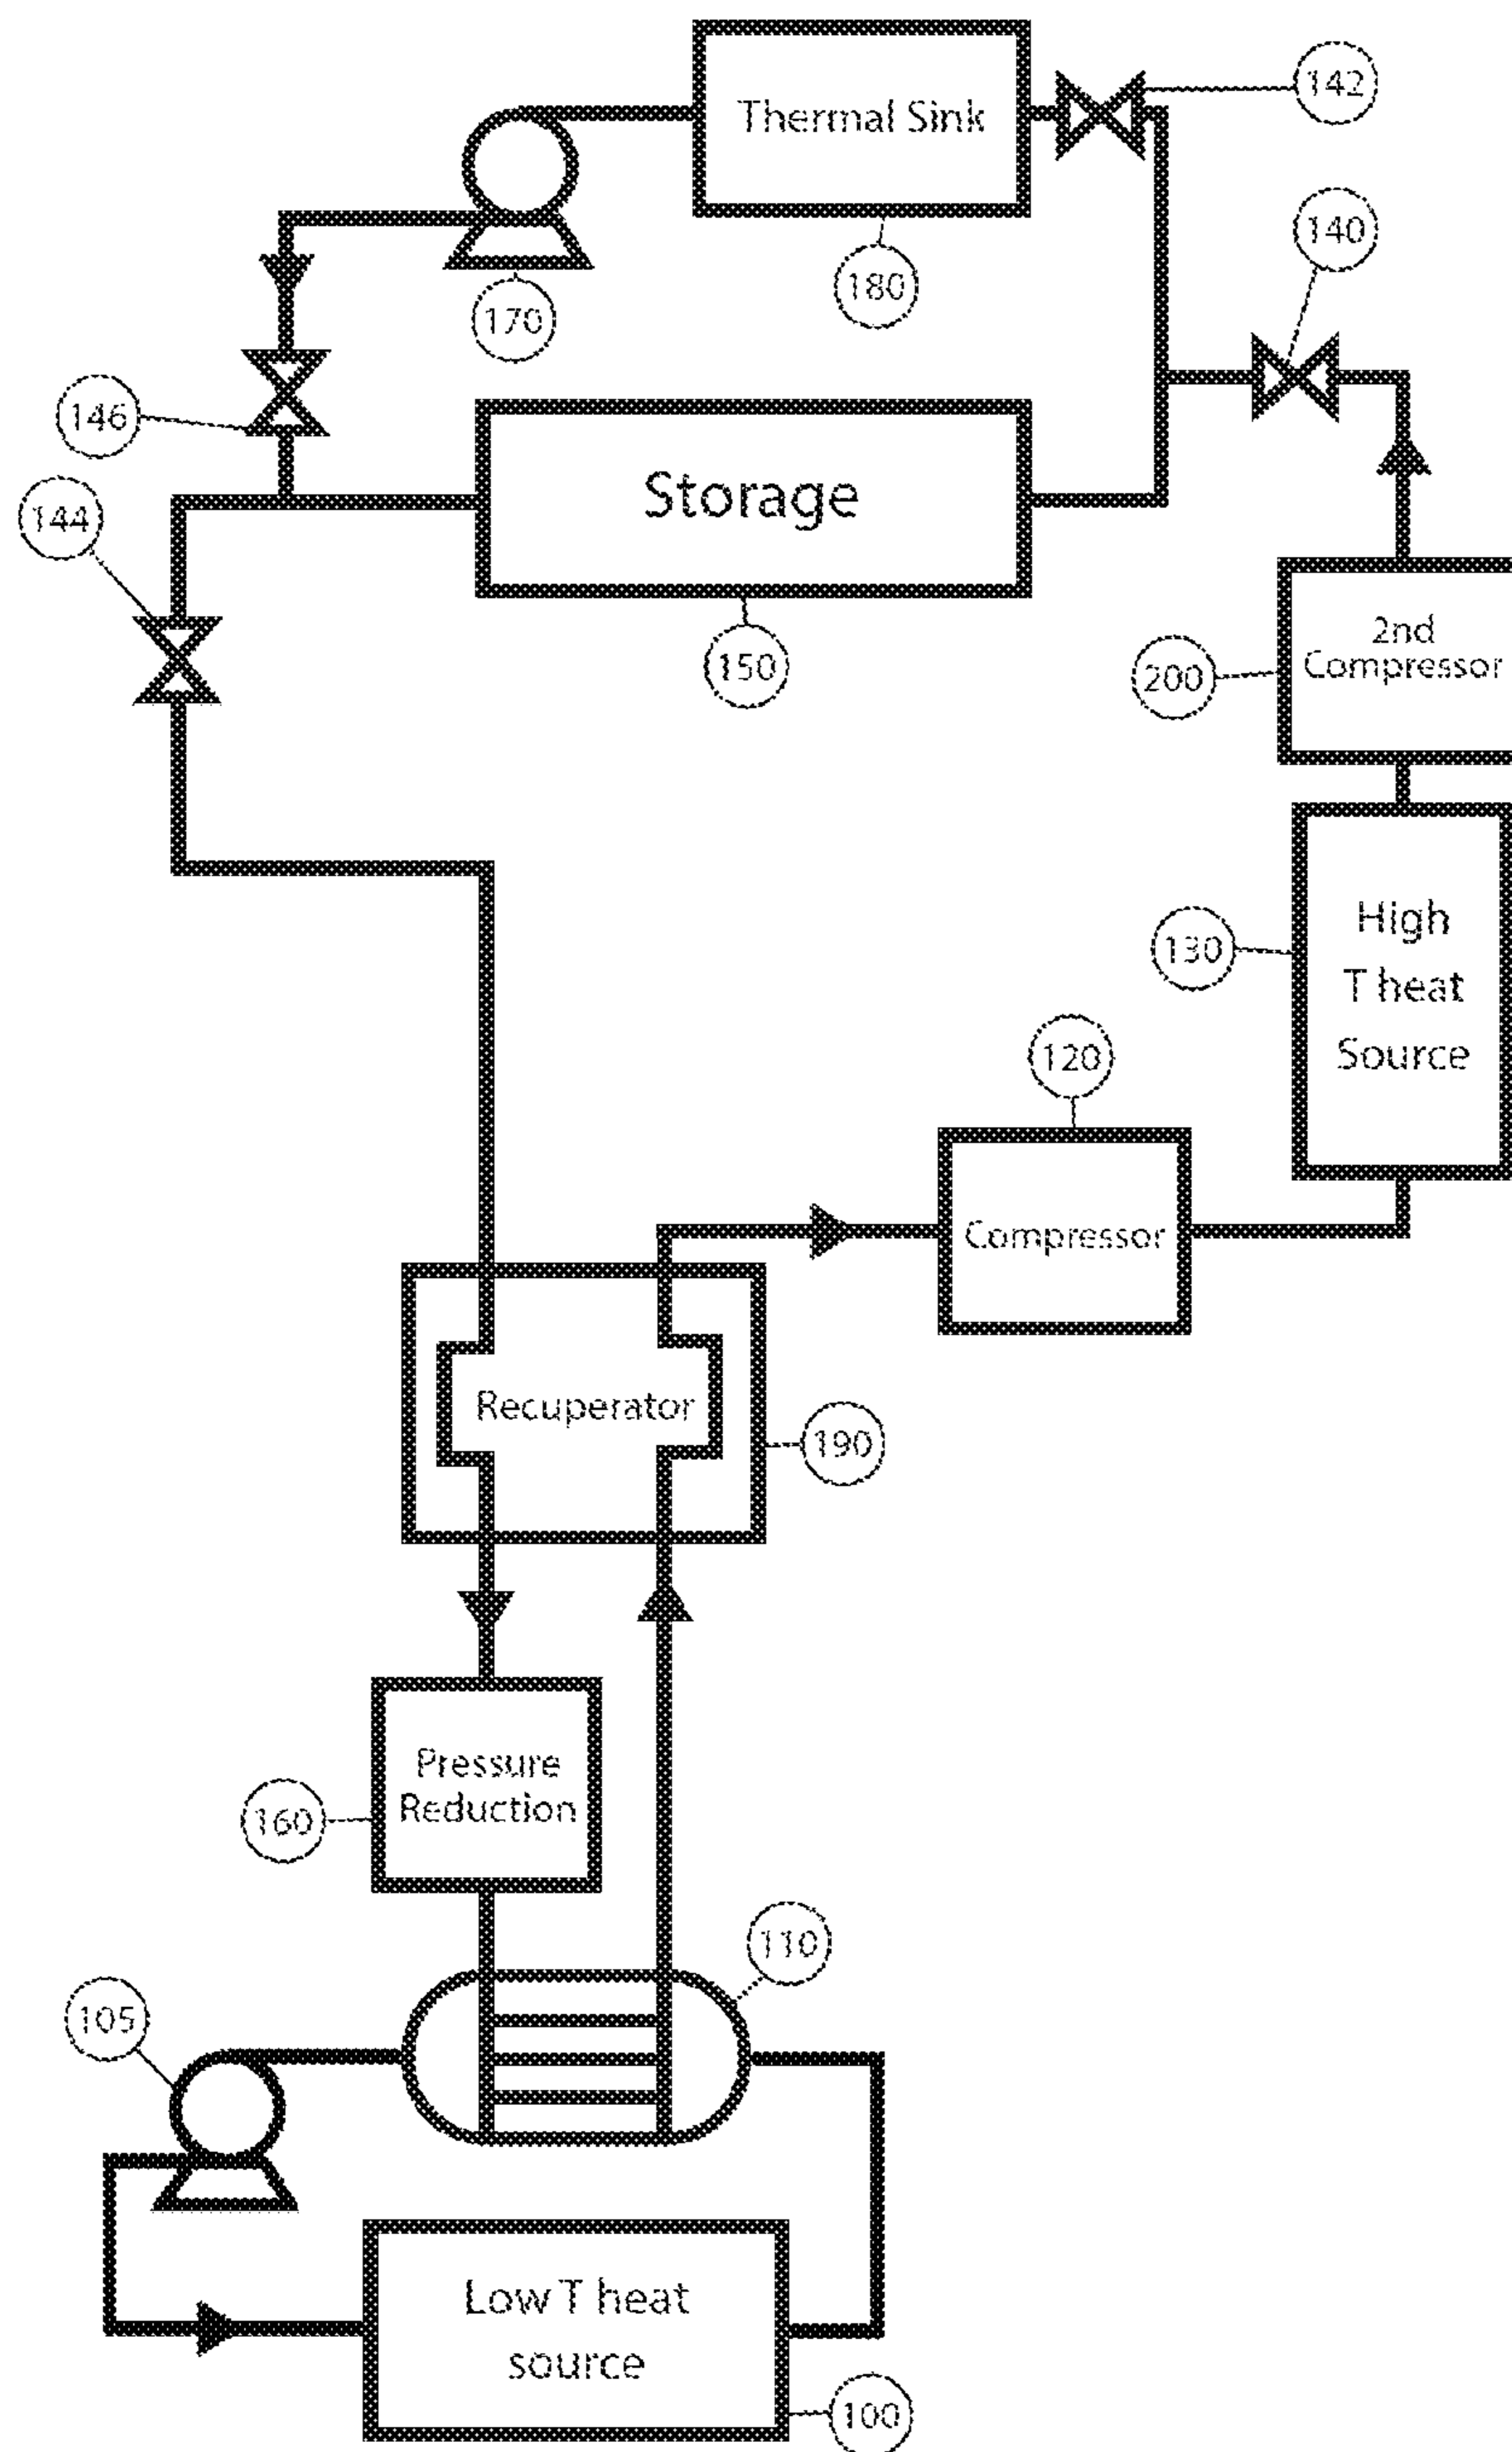 142
Thermal Sink
140
180
170
146
Storage
144
2nd
Compressor
150
200
High
T heat
Source
130
120
Compressor
Recuperator
190
Pressure
Reduction
160
110
105
Low T heat
source
100